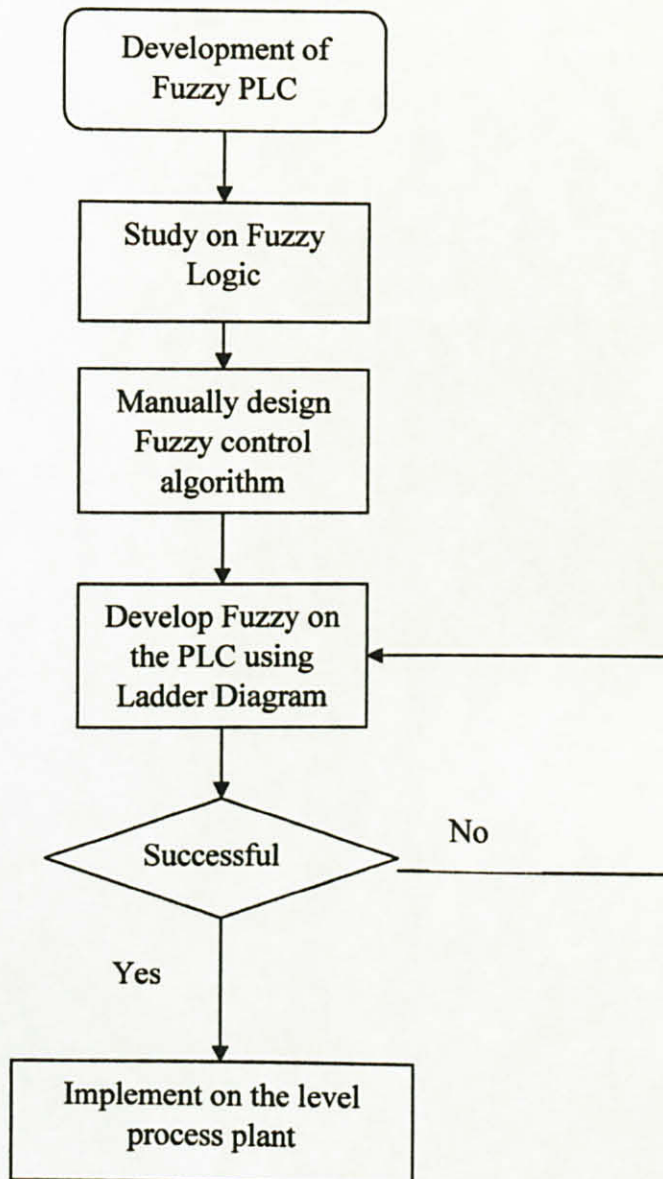 Development of
Fuzzy PLC
Study on Fuzzy
Logic
Manually design
Fuzzy control
algorithm
Develop Fuzzy on
the PLC using
Ladder Diagram
Successful
No
Yes
Implement on the level
process plant